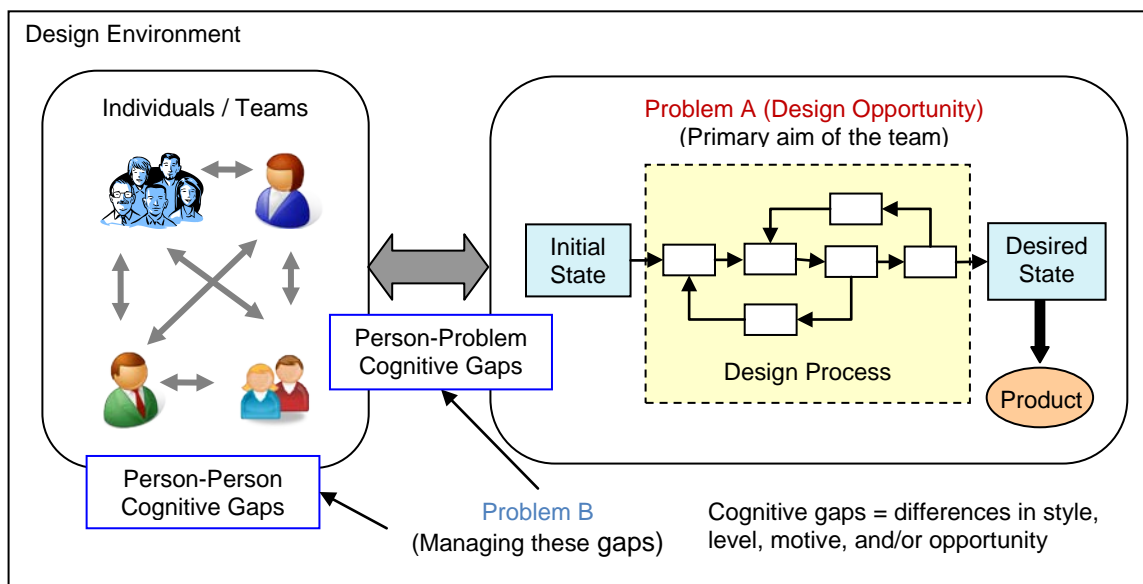 Design Environment
Individuals / Teams
Problem A (Design Opportunity)
(Primary aim of the team)
Initial
State
Desired
State
Design Process
Product
Person-Problem
Cognitive Gaps
Person-Person
Cognitive Gaps
Problem B
(Managing these gaps)
Cognitive gaps = differences in style,
level, motive, and/or opportunity